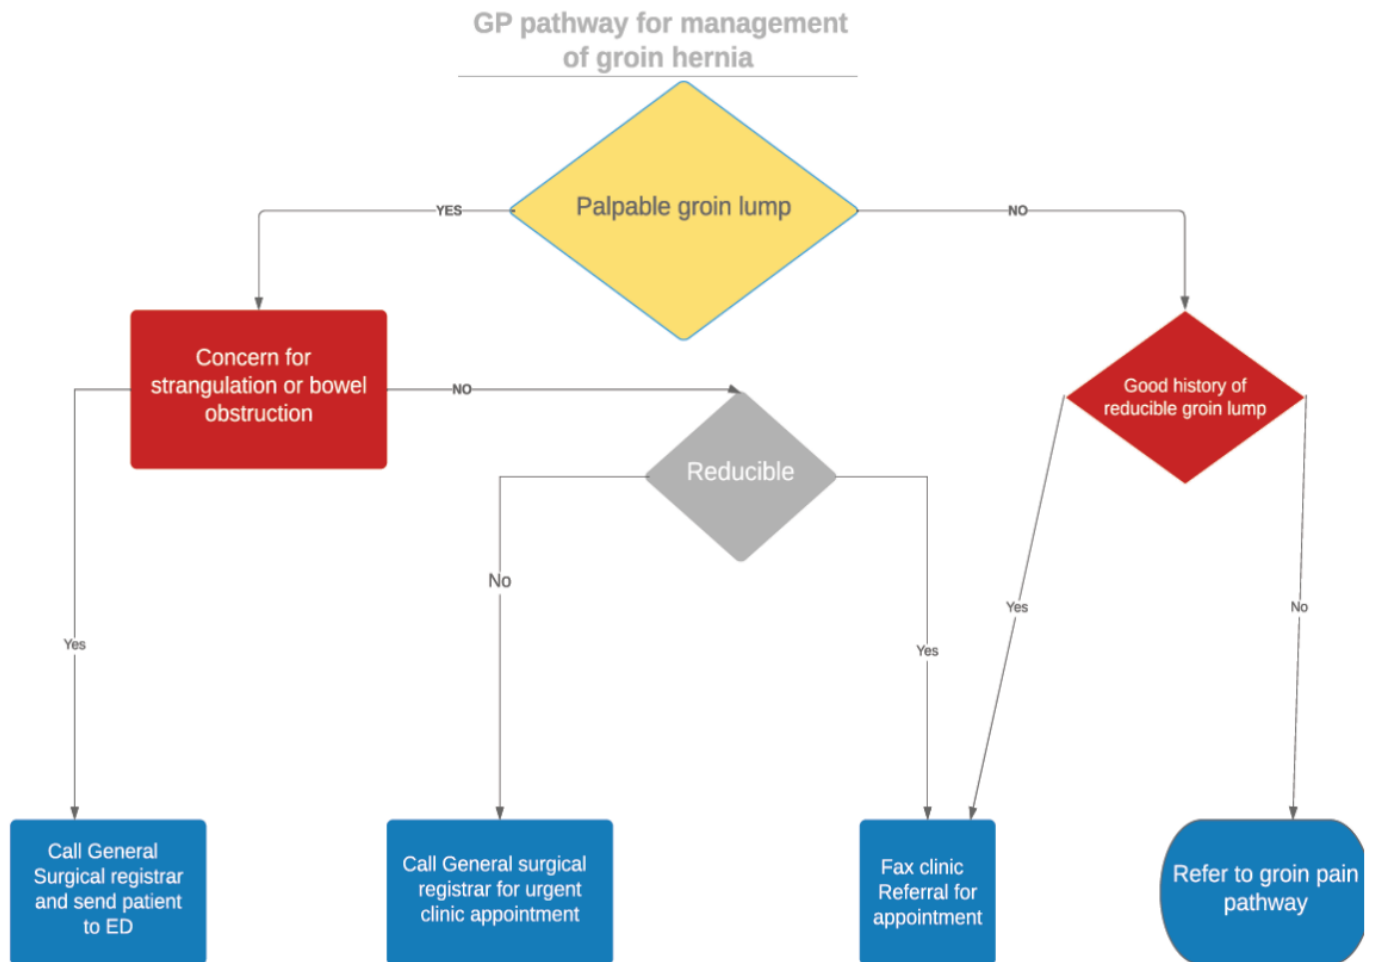 GP pathway for management
of groin hernia
Palpable groin lump
YES
NO
Concern for
strangulation or bowel
obstruction
NO
Good history of
reducible groin lump
Reducible
No
Yes
No
Yes
Yes
Call General
Surgical registrar
and send patient
to ED
Call General surgical
registrar for urgent
clinic appointment
Fax clinic
Referral for
appointment
Refer to groin pain
pathway